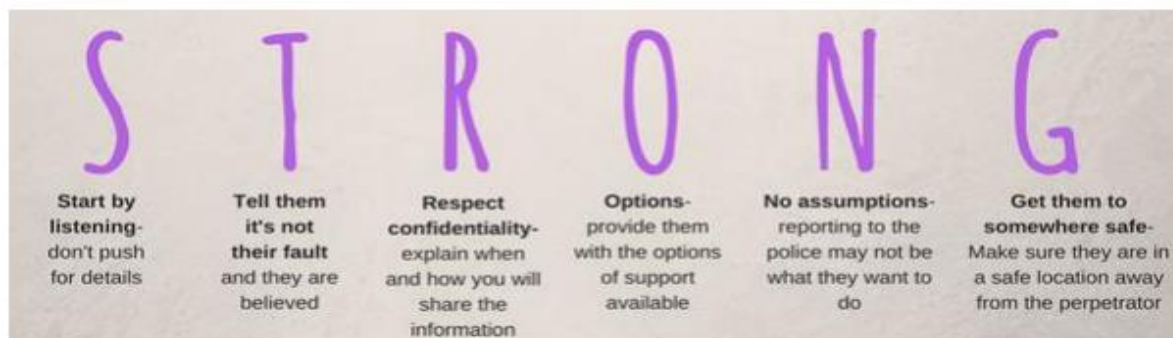 S T R O N G
Start by
listening-
don't push
for details
Tell them
it's not
their fault
and they are
believed
Respect
confidentiality-
explain when
and how you will
share the
information
Options-
provide them
with the options
of support
available
No assumptions-
reporting to the
police may not be
what they want to
do
Get them to
somewhere safe-
Make sure they are in
a safe location away
from the perpetrator